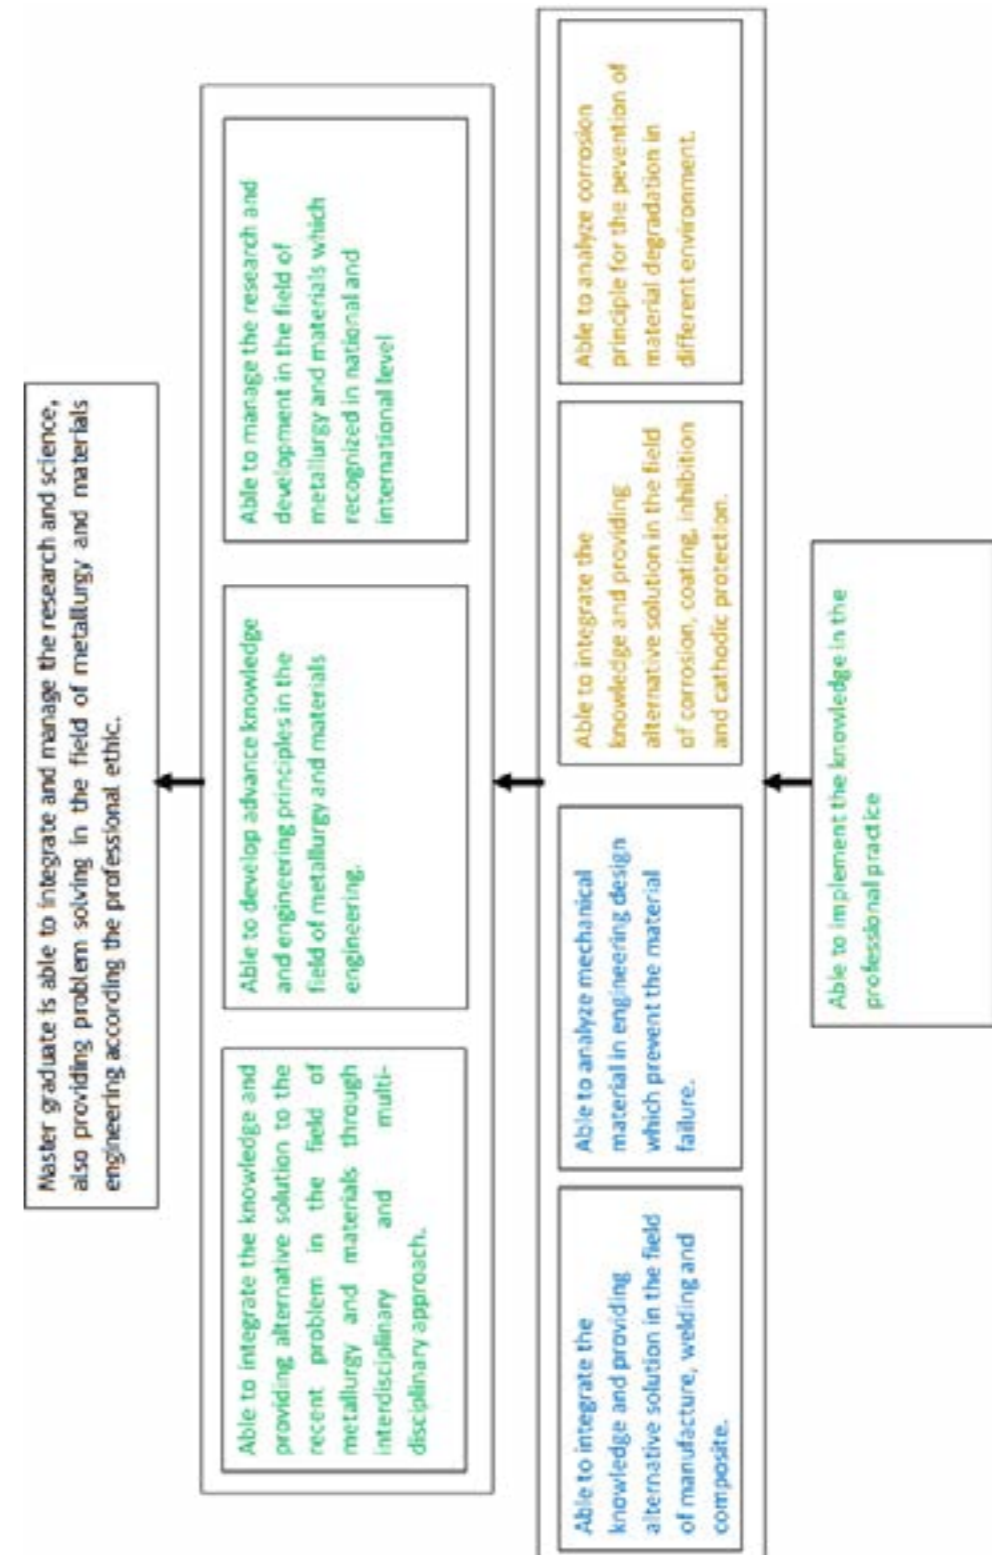 Master graduate is able to integrate and manage the research and science,
also providing problem solving in the field of metallurgy and materials
engineering according the professional ethic.
Able to integrate the knowledge and
providing alternative solution to the
recent problem in the field of
metallurgy and materials through
interdisciplinary and multi-
disciplinary approach.
Able to develop advance knowledge
and engineering principles in the
field of metallurgy and materials
engineering.
Able to manage the research and
development in the field of
metallurgy and materials which
recognized in national and
international level
Able to integrate the
knowledge and providing
alternative solution in the field
of manufacture, welding and
composite.
Able to analyze mechanical
material in engineering design
which prevent the material
failure.
Able to integrate the
knowledge and providing
alternative solution in the field
of corrosion, coating, inhibition
and cathodic protection.
Able to analyze corrosion
principle for the pevention of
material degradation in
different environment.
Able to implement the knowledge in the
professional practice